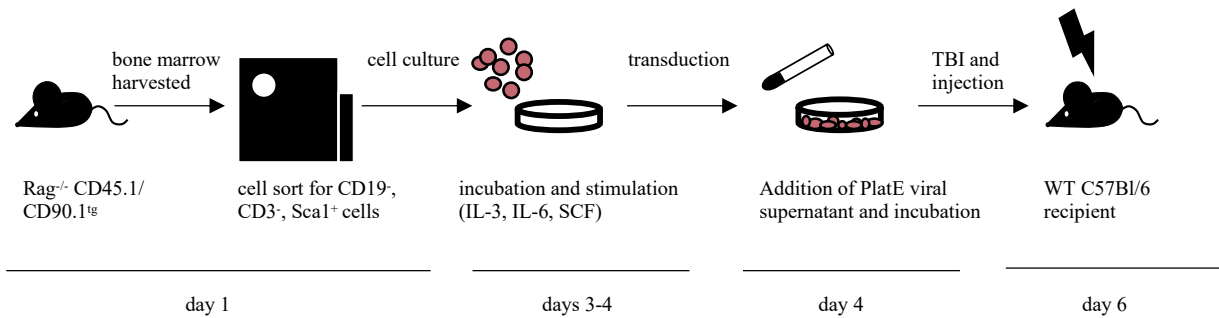 bone marrow
harvested
cell culture
transduction
TBI and
injection
Rag-/- CD45.1/
CD90.1tg
cell sort for CD19-,
CD3-, Sca1+ cells
incubation and stimulation
(IL-3, IL-6, SCF)
Addition of PlatE viral
supernatant and incubation
WT C57Bl/6
recipient
day 1
days 3-4
day 4
day 6